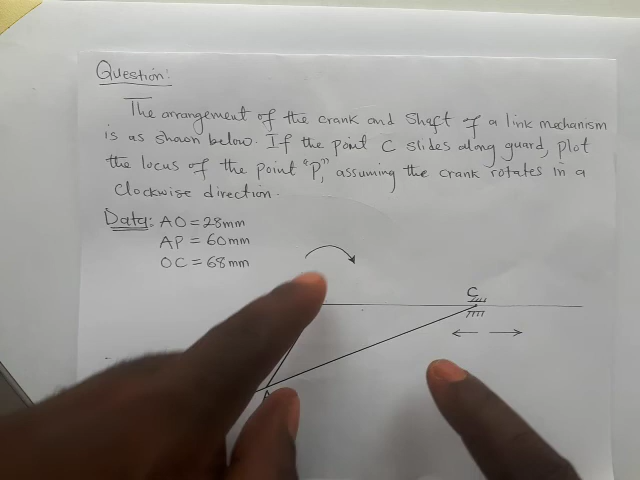 Question:
The arrangement of the crank and shaft of a link mechanism
is as shown below. If the point C slides along guard, plot
the locus of the point "P", assuming the crank rotates in a
clockwise direction.
Data: AO = 28mm
AP = 60mm
OC = 68mm
C
A